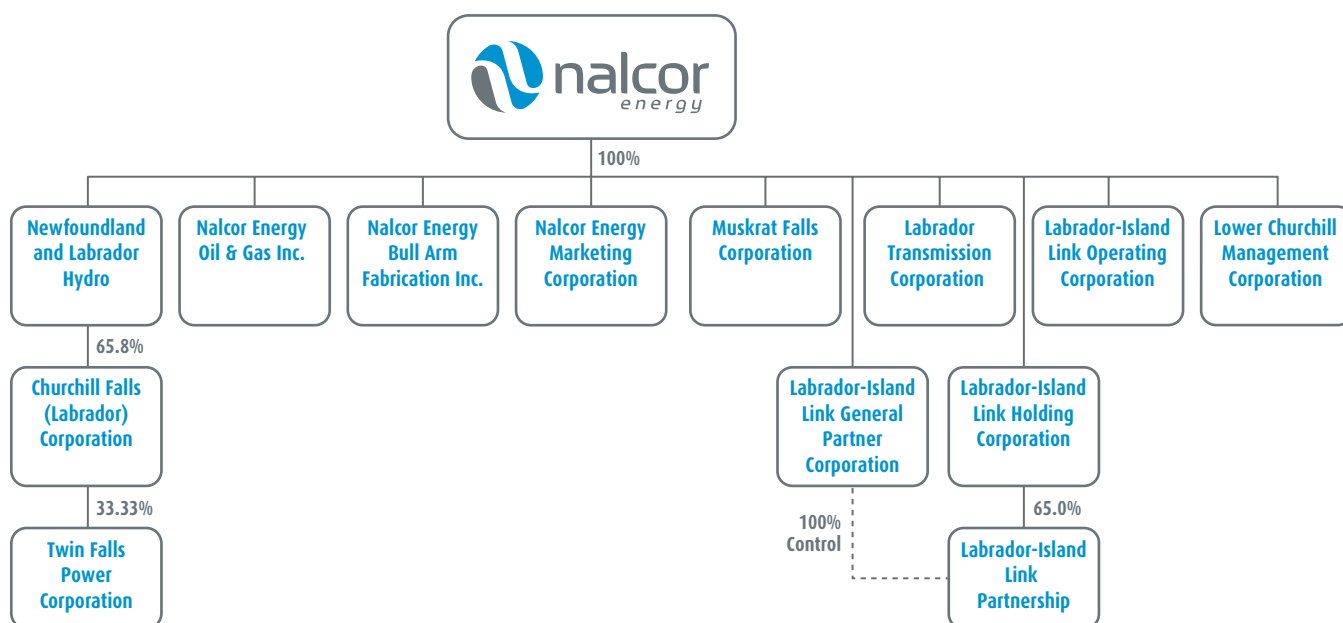 nalcor
energy
100%
Newfoundland
and Labrador
Hydro
Nalcor Energy
Oil & Gas Inc.
Nalcor Energy
Bull Arm
Fabrication Inc.
Nalcor Energy
Marketing
Corporation
Muskrat Falls
Corporation
Labrador
Transmission
Corporation
Labrador-Island
Link Operating
Corporation
Lower Churchill
Management
Corporation
65.8%
Churchill Falls
(Labrador)
Corporation
Labrador-Island
Link General
Partner
Corporation
Labrador-Island
Link Holding
Corporation
33.33%
100%
Control
65.0%
Twin Falls
Power
Corporation
Labrador-Island
Link
Partnership